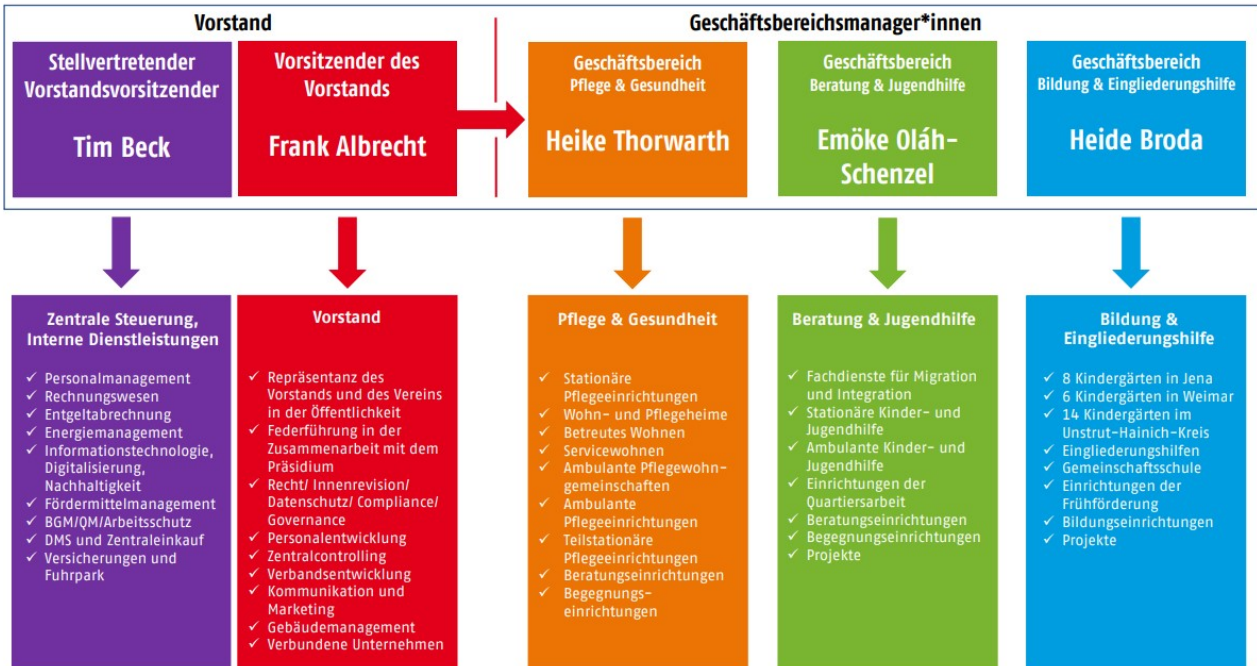 Vorstand
Geschäftsbereichsmanager*innen
Stellvertretender
Vorstandsvorsitzender
Tim Beck
Vorsitzender des
Vorstands
Frank Albrecht
Geschäftsbereich
Pflege & Gesundheit
Heike Thorwarth
Geschäftsbereich
Beratung & Jugendhilfe
Emöke Oláh-
Schenzel
Geschäftsbereich
Bildung & Eingliederungshilfe
Heide Broda
Zentrale Steuerung,
Interne Dienstleistungen
✓ Personalmanagement
✓ Rechnungswesen
✓ Entgeltabrechnung
✓ Energiemanagement
✓ Informationstechnologie,
Digitalisierung,
Nachhaltigkeit
✓ Fördermittelmanagement
✓ BGM/QM/Arbeitsschutz
✓ DMS und Zentraleinkauf
✓ Versicherungen und
Fuhrpark
Vorstand
✓ Repräsentanz des
Vorstands und des Vereins
in der Öffentlichkeit
✓ Federführung in der
Zusammenarbeit mit dem
Präsidium
✓ Recht/ Innenrevision/
Datenschutz/ Compliance/
Governance
✓ Personalentwicklung
✓ Zentralcontrolling
✓ Verbandsentwicklung
✓ Kommunikation und
Marketing
✓ Gebäudemanagement
✓ Verbundene Unternehmen
Pflege & Gesundheit
✓ Stationäre
Pflegeeinrichtungen
✓ Wohn- und Pflegeheime
✓ Betreutes Wohnen
✓ Servicewohnen
✓ Ambulante Pflegewohn-
gemeinschaften
✓ Ambulante
Pflegeeinrichtungen
✓ Teilstationäre
Pflegeeinrichtungen
✓ Beratungseinrichtungen
✓ Begegnungs-
einrichtungen
Beratung & Jugendhilfe
✓ Fachdienste für Migration
und Integration
✓ Stationäre Kinder- und
Jugendhilfe
✓ Ambulante Kinder- und
Jugendhilfe
✓ Einrichtungen der
Quartiersarbeit
✓ Beratungseinrichtungen
✓ Begegnungseinrichtungen
✓ Projekte
Bildung &
Eingliederungshilfe
✓ 8 Kindergärten in Jena
✓ 6 Kindergärten in Weimar
✓ 14 Kindergärten im
Unstrut-Hainich-Kreis
✓ Eingliederungshilfen
✓ Gemeinschaftsschule
✓ Einrichtungen der
Frühförderung
✓ Bildungseinrichtungen
✓ Projekte